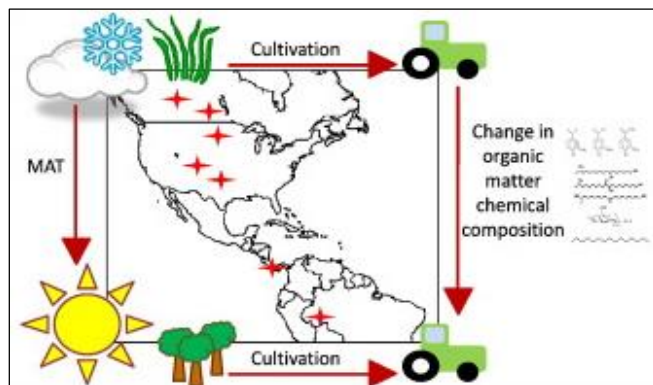 Cultivation
MAT
Change in
organic
matter
chemical
composition
Cultivation